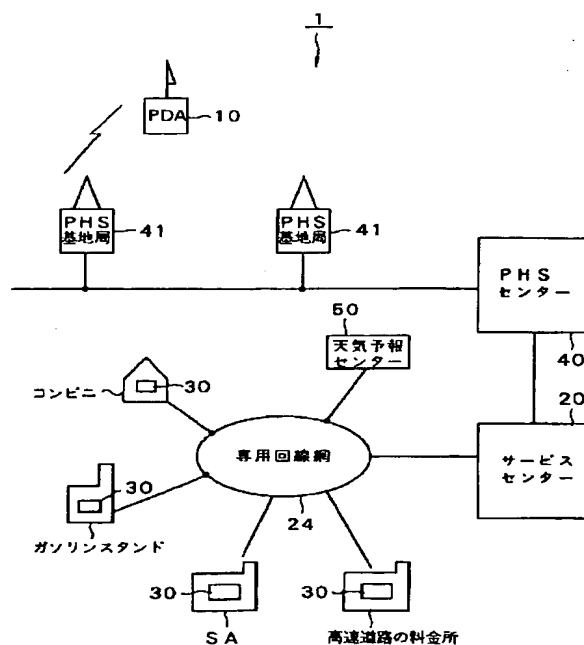 1
PDA
10
PHS
基地局
41
PHS
基地局
41
PHS
センター
40
50
天気予報
センター
コンビニ
30
20
サービス
センター
専用回線網
24
30
ガソリンスタンド
30
SA
30
高速道路の料金所